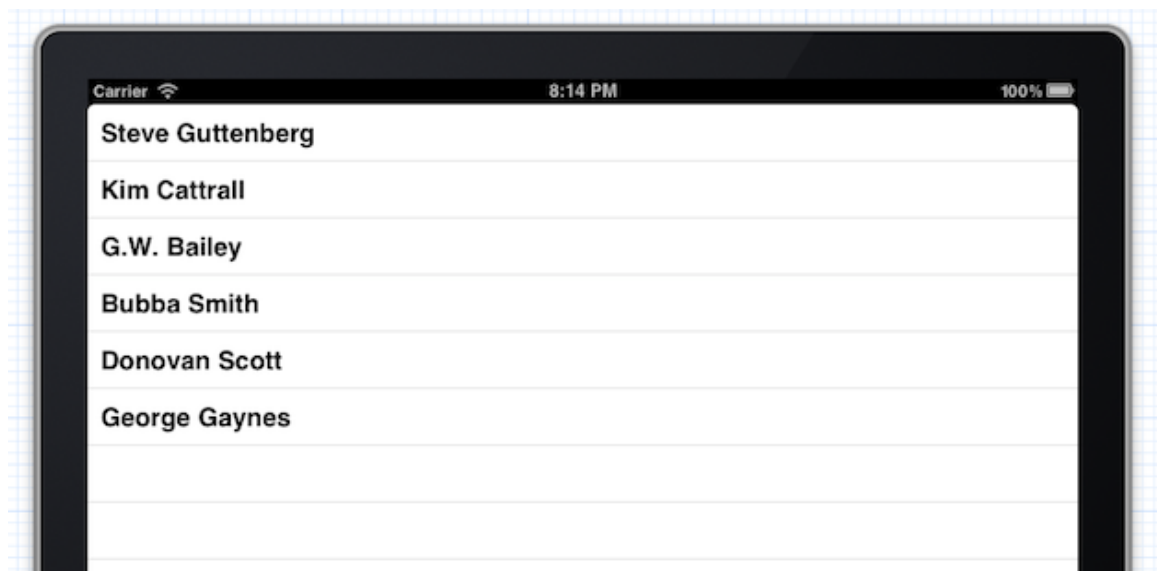 Carrier 8:14 PM 100%
Steve Guttenberg
Kim Cattrall
G.W. Bailey
Bubba Smith
Donovan Scott
George Gaynes